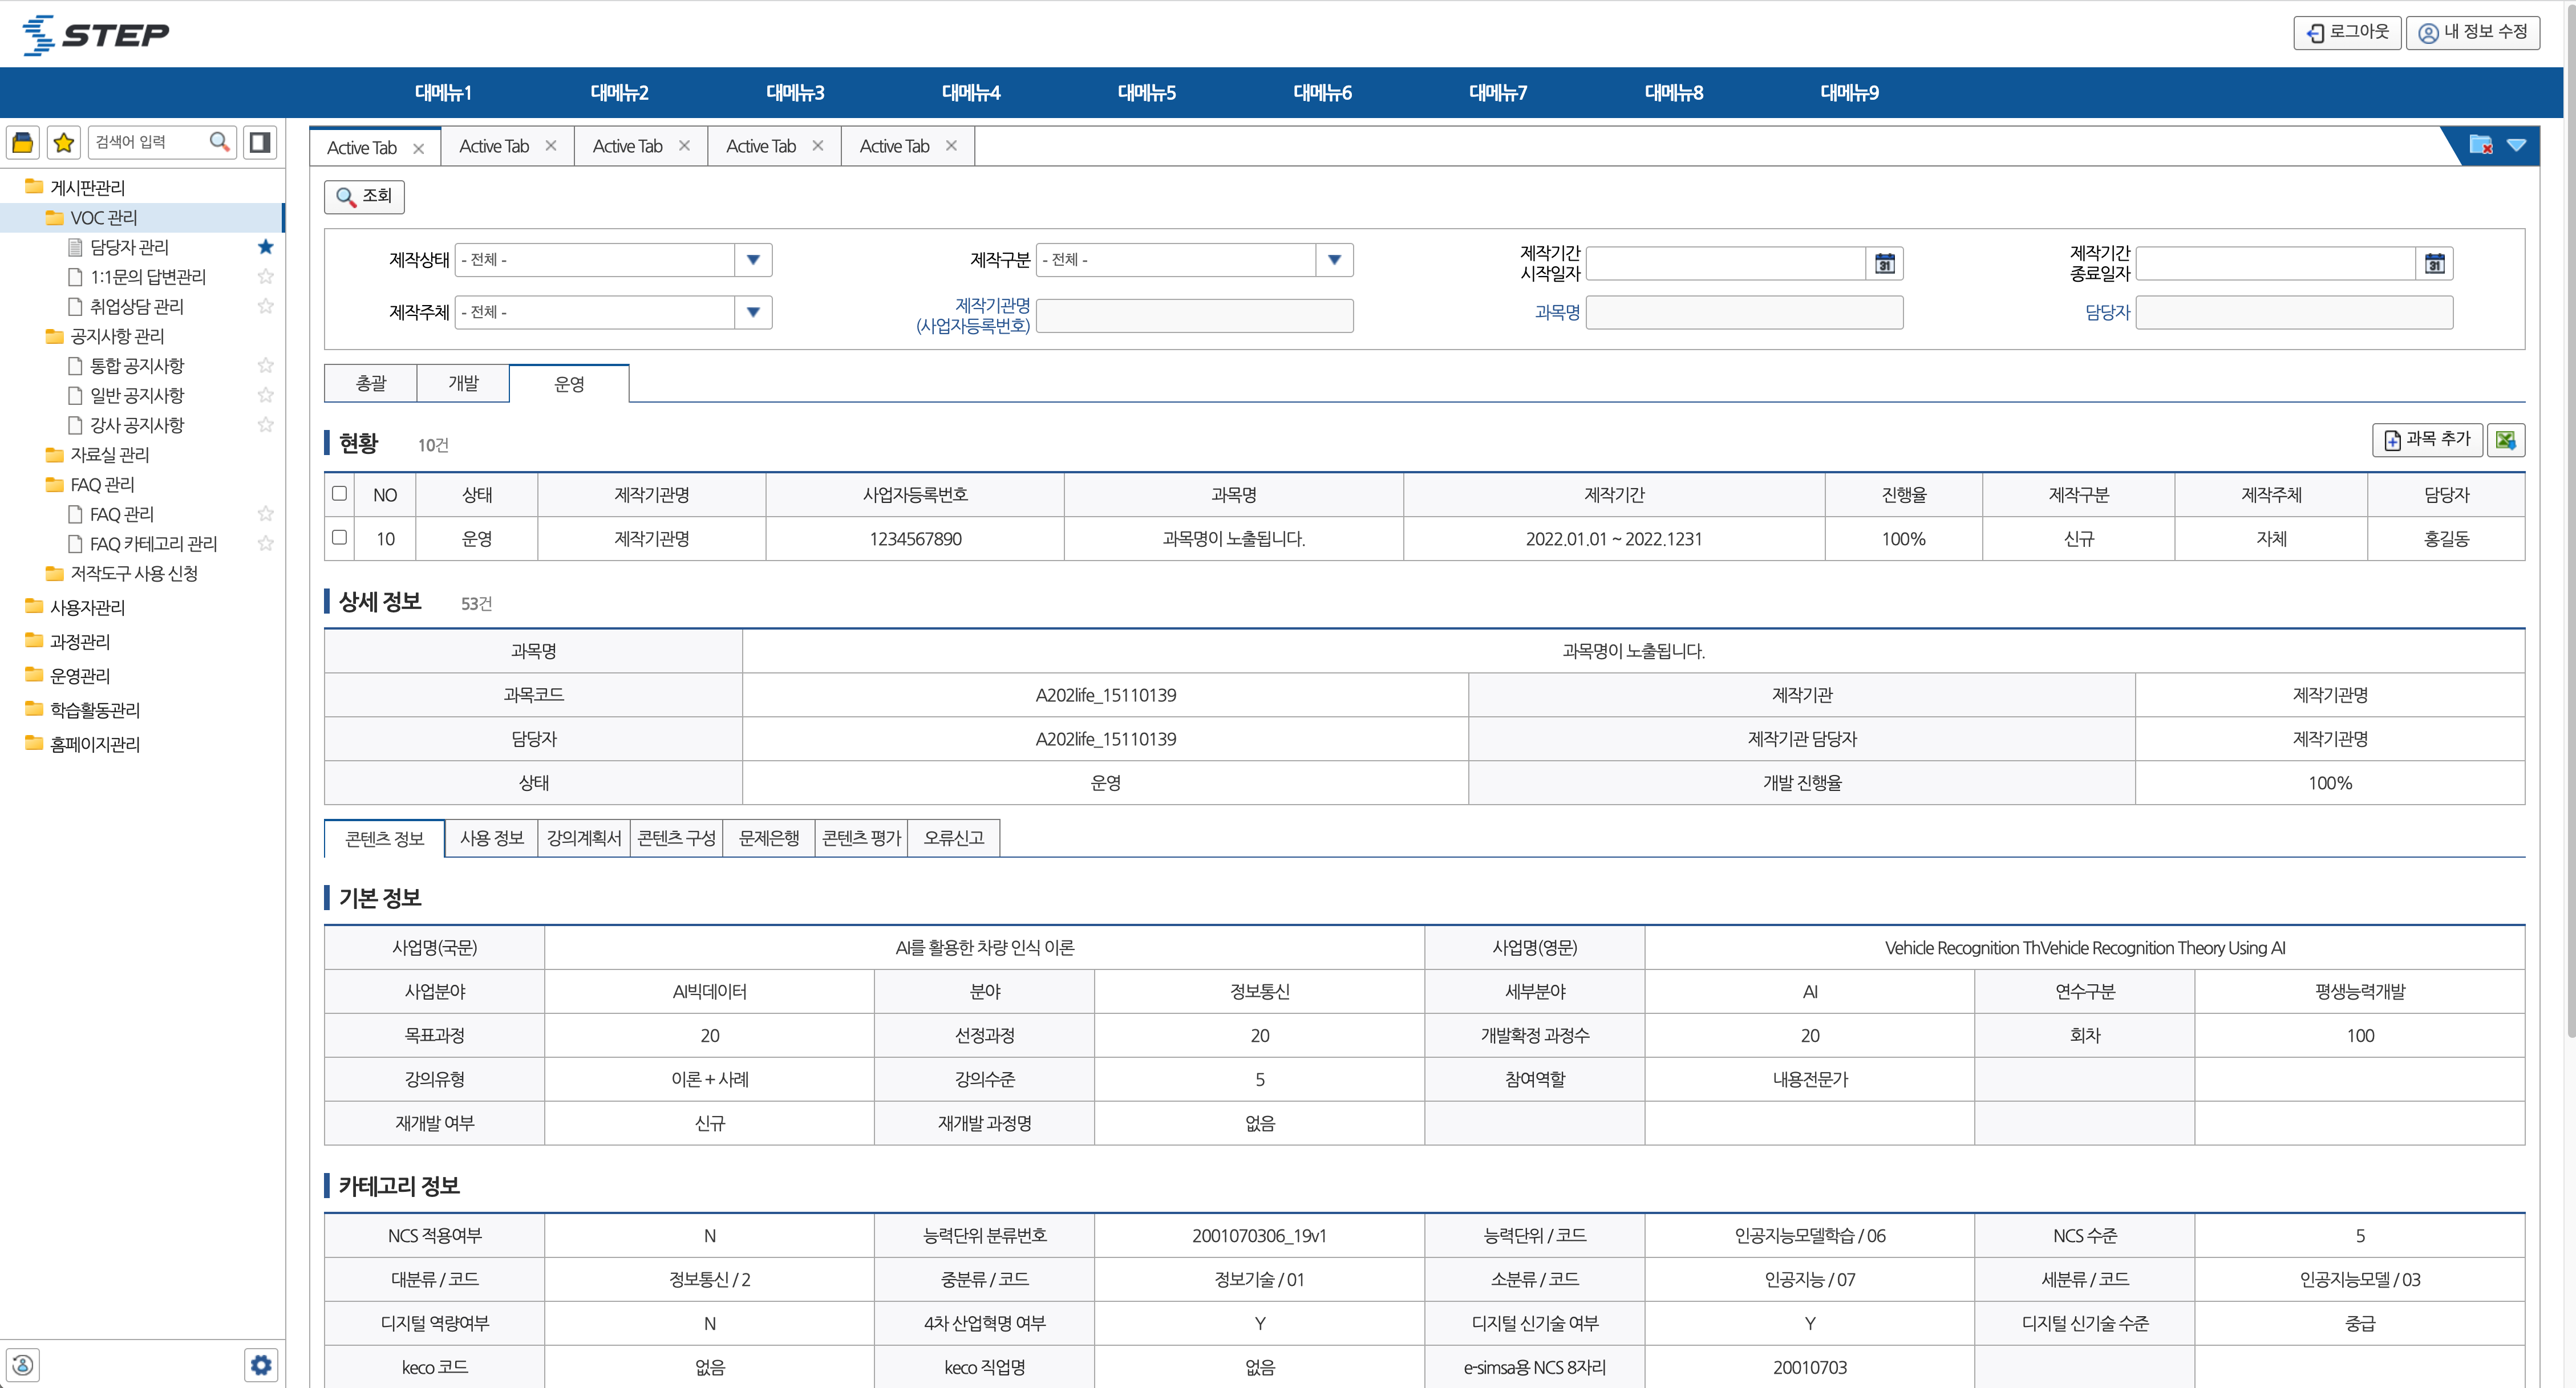 STEP
로그아웃 내 정보 수정
대메뉴1 대메뉴2 대메뉴3 대메뉴4 대메뉴5 대메뉴6 대메뉴7 대메뉴8 대메뉴9
검색어 입력
게시판관리
VOC 관리
담당자 관리
1:1문의 답변관리
취업상담 관리
공지사항 관리
통합 공지사항
일반 공지사항
강사 공지사항
자료실 관리
FAQ 관리
FAQ 관리
FAQ 카테고리 관리
저작도구 사용 신청
사용자관리
과정관리
운영관리
학습활동관리
홈페이지관리
Active Tab Active Tab Active Tab Active Tab Active Tab
조회
제작상태 - 전체 - 제작구분 - 전체 - 제작기간 시작일자 31 제작기간 종료일자 31
제작주체 - 전체 - 제작기관명 (사업자등록번호) 과목명 담당자
총괄 개발 운영
현황 10건 과목 추가
NO 상태 제작기관명 사업자등록번호 과목명 제작기간 진행율 제작구분 제작주체 담당자
10 운영 제작기관명 1234567890 과목명이 노출됩니다. 2022.01.01 ~ 2022.1231 100% 신규 자체 홍길동
상세 정보 53건
과목명 과목명이 노출됩니다.
과목코드 A202life_15110139 제작기관 제작기관명
담당자 A202life_15110139 제작기관 담당자 제작기관명
상태 운영 개발 진행율 100%
콘텐츠 정보 사용 정보 강의계획서 콘텐츠 구성 문제은행 콘텐츠 평가 오류신고
기본 정보
사업명(국문) AI를 활용한 차량 인식 이론 사업명(영문) Vehicle Recognition ThVehicle Recognition Theory Using AI
사업분야 AI빅데이터 분야 정보통신 세부분야 AI 연수구분 평생능력개발
목표과정 20 선정과정 20 개발확정 과정수 20 회차 100
강의유형 이론 + 사례 강의수준 5 참여역할 내용전문가
재개발 여부 신규 재개발 과정명 없음
카테고리 정보
NCS 적용여부 N 능력단위 분류번호 2001070306_19v1 능력단위 / 코드 인공지능모델학습 / 06 NCS 수준 5
대분류 / 코드 정보통신 / 2 중분류 / 코드 정보기술 / 01 소분류 / 코드 인공지능 / 07 세분류 / 코드 인공지능모델 / 03
디지털 역량여부 N 4차 산업혁명 여부 Y 디지털 신기술 여부 Y 디지털 신기술 수준 중급
keco 코드 없음 keco 직업명 없음 e-simsa용 NCS 8자리 20010703